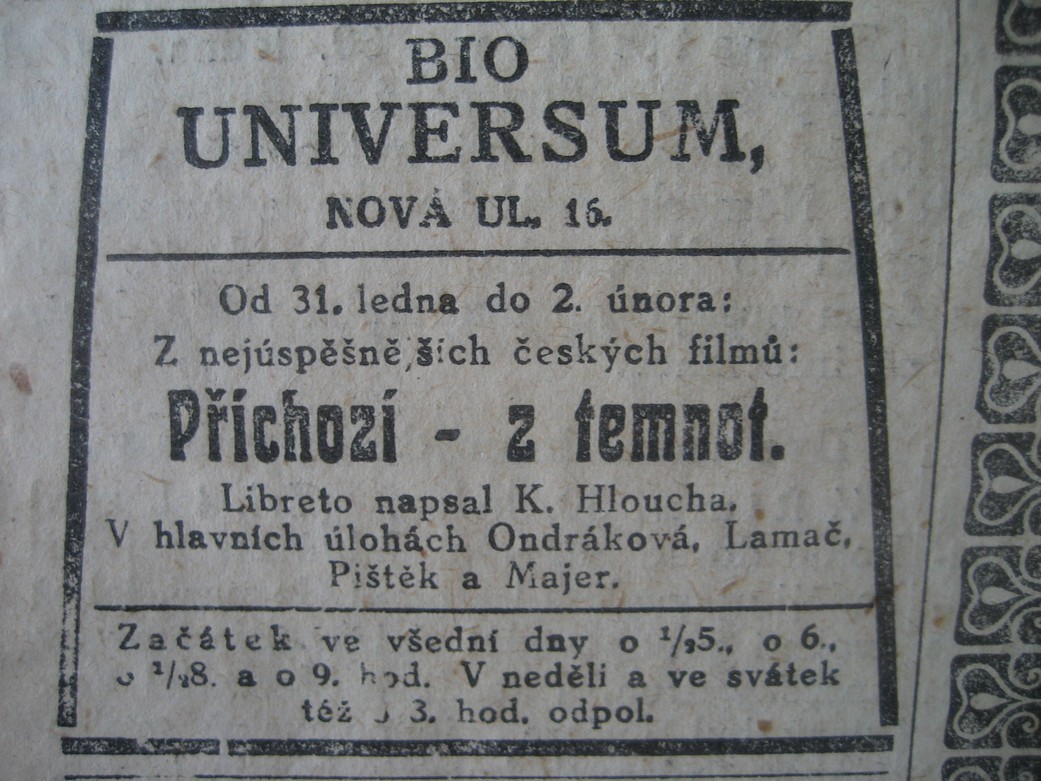 BIO
UNIVERSUM,
NOVÁ UL. 16.
Od 31. ledna do 2. února:
Z nejúspěšnějších českých filmů:
Příchozí - z temnot.
Libreto napsal K. Hloucha.
V hlavních úlohách Ondráková, Lamač,
Pištěk a Majer.
Začátek ve všední dny o ½5., o 6.,
o ½8. a o 9. hod. V neděli a ve svátek
též o 3. hod. odpol.